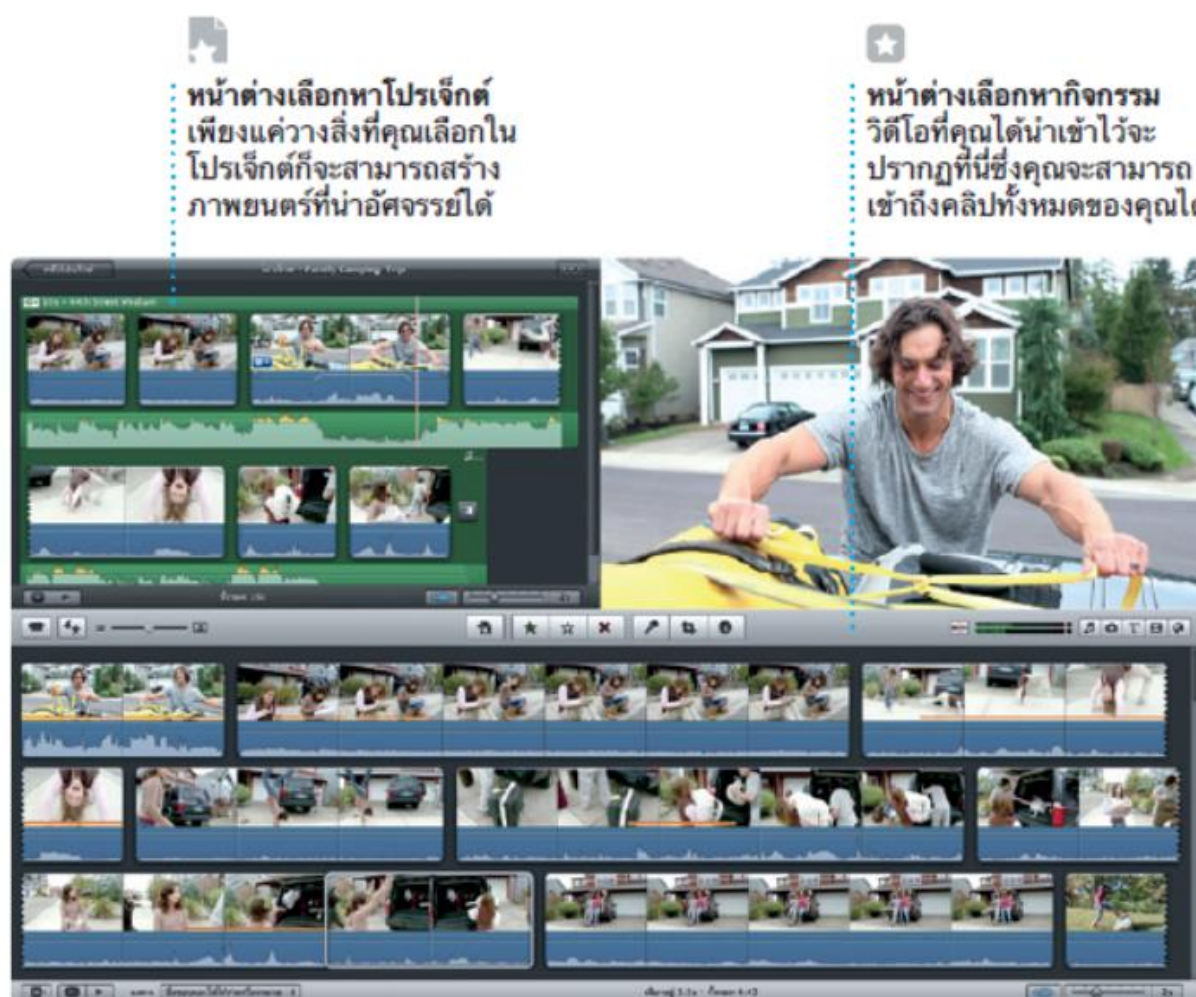 หน้าต่างเลือกหาโปรเจ็กต์
เพียงแค่วางสิ่งที่คุณเลือกใน
โปรเจ็กต์ก็จะสามารถสร้าง
ภาพยนตร์ที่น่าอัศจรรย์ได้
หน้าต่างเลือกหากิจกรรม
วิดีโอที่คุณได้นำเข้าไว้จะ
ปรากฏที่นี่ซึ่งคุณจะสามารถ
เข้าถึงคลิปทั้งหมดของคุณได้
Family Camping Trip